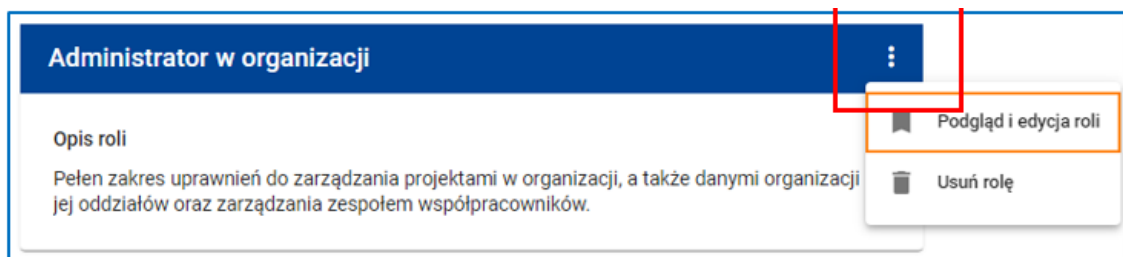 Administrator w organizacji
Podgląd i edycja roli
Opis roli
Pełen zakres uprawnień do zarządzania projektami w organizacji, a także danymi organizacji
Usuń rolę
jej oddziałów oraz zarządzania zespołem współpracowników.